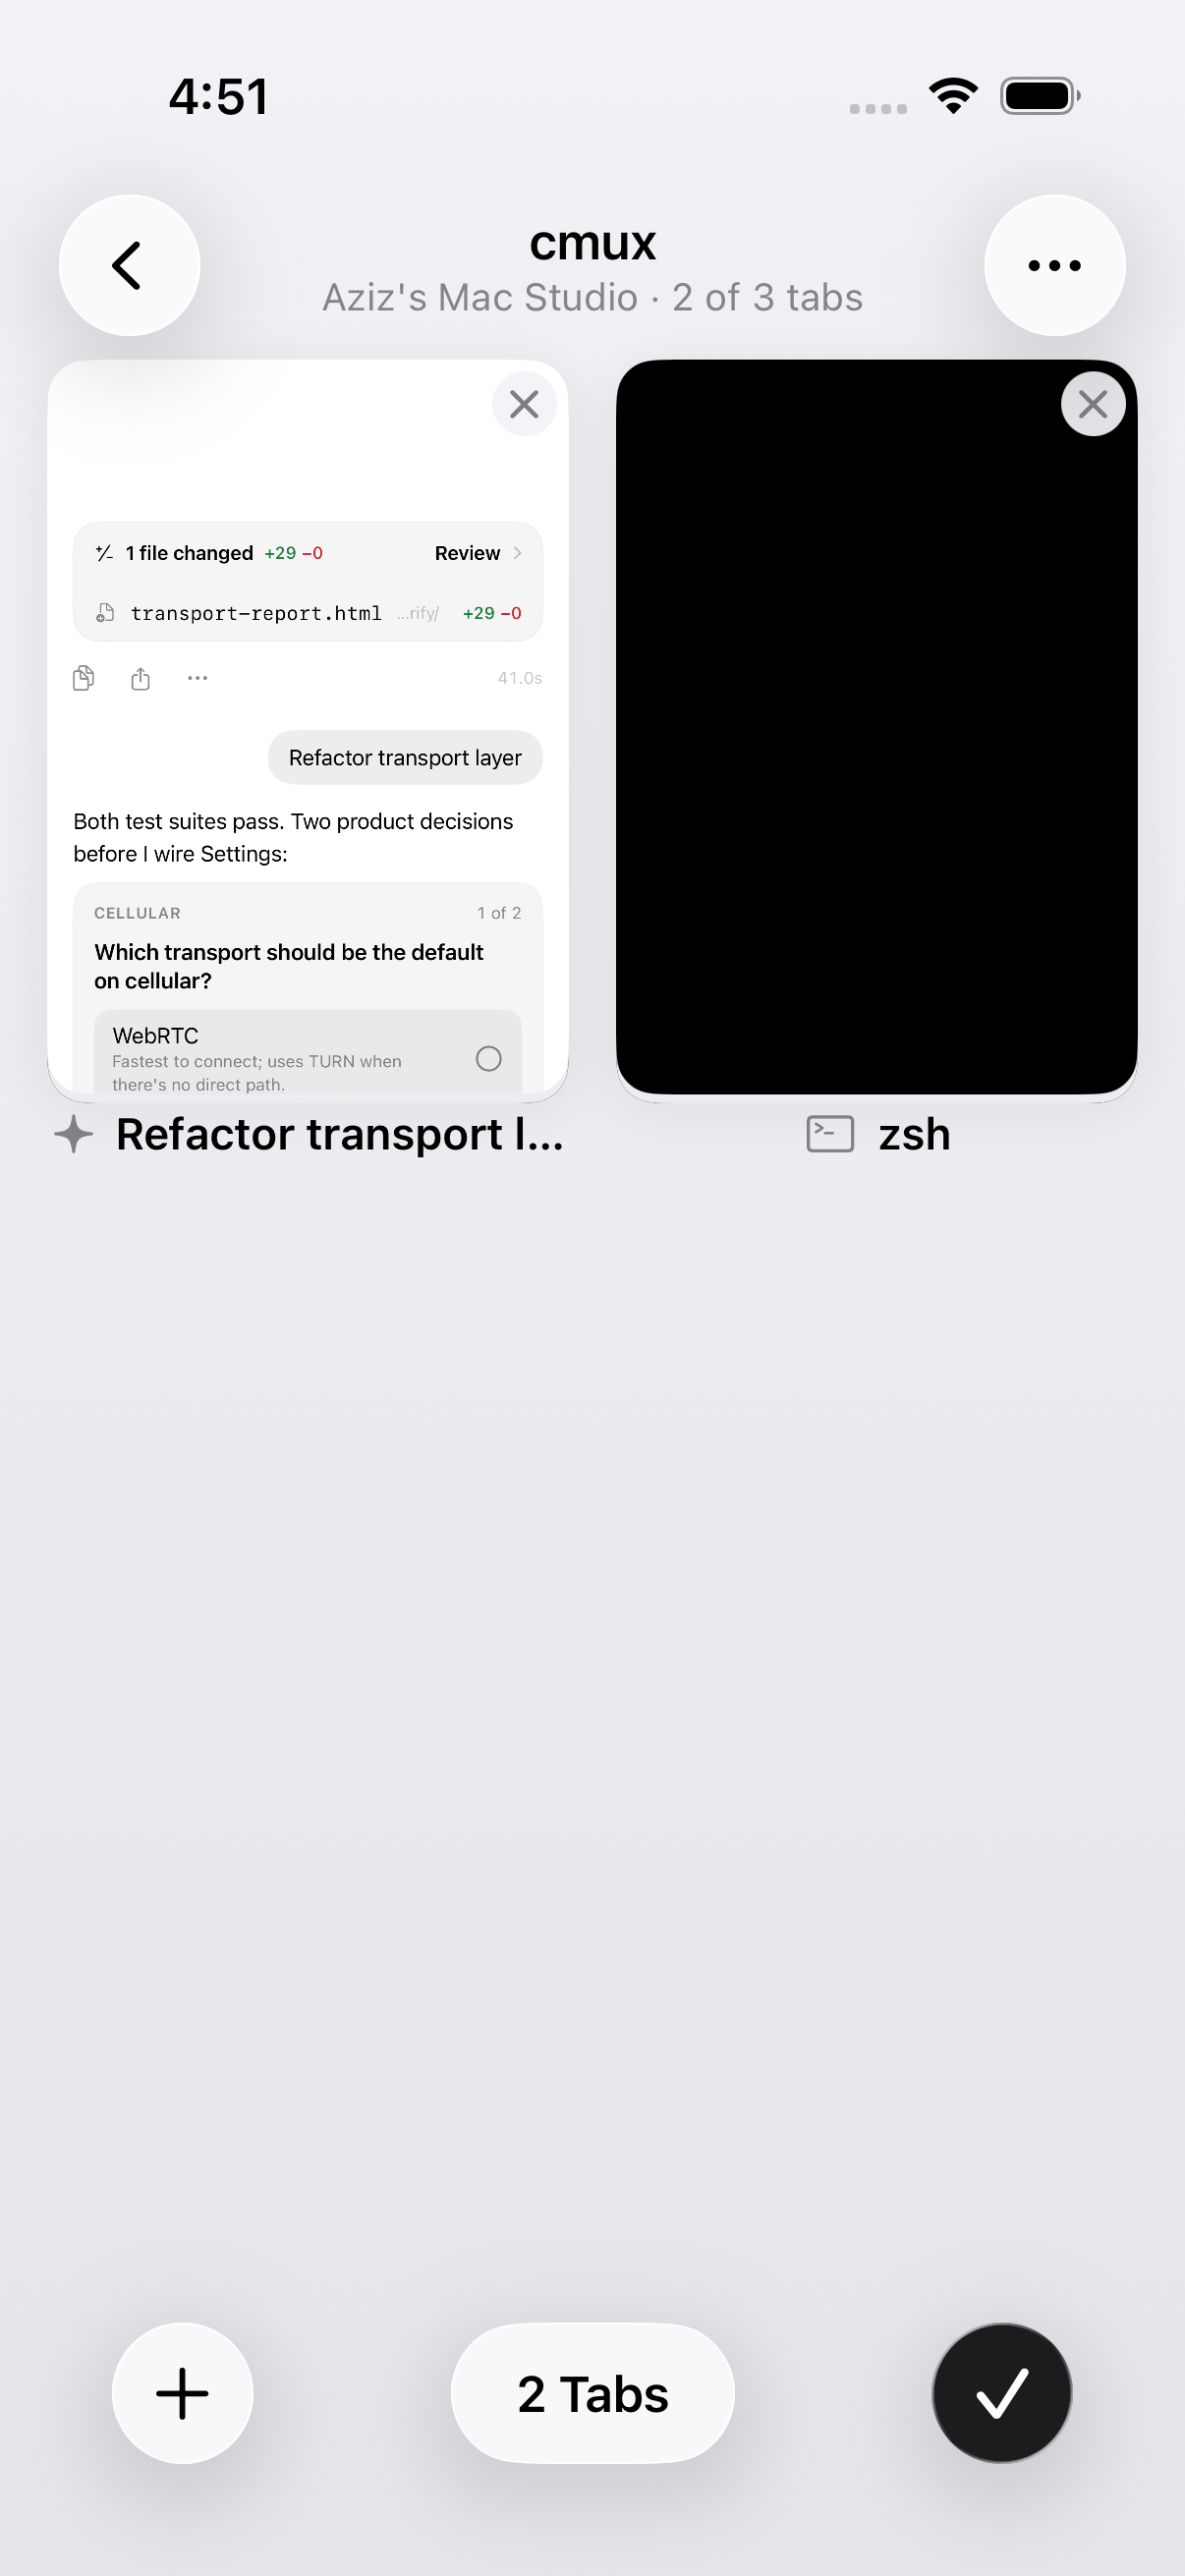 4:51
cmux
Aziz's Mac Studio · 2 of 3 tabs
1 file changed +29 −0 Review
transport-report.html ...rify/ +29 −0
41.0s
Refactor transport layer
Both test suites pass. Two product decisions
before I wire Settings:
CELLULAR 1 of 2
Which transport should be the default
on cellular?
WebRTC
Fastest to connect; uses TURN when
there's no direct path.
Refactor transport l...
zsh
2 Tabs